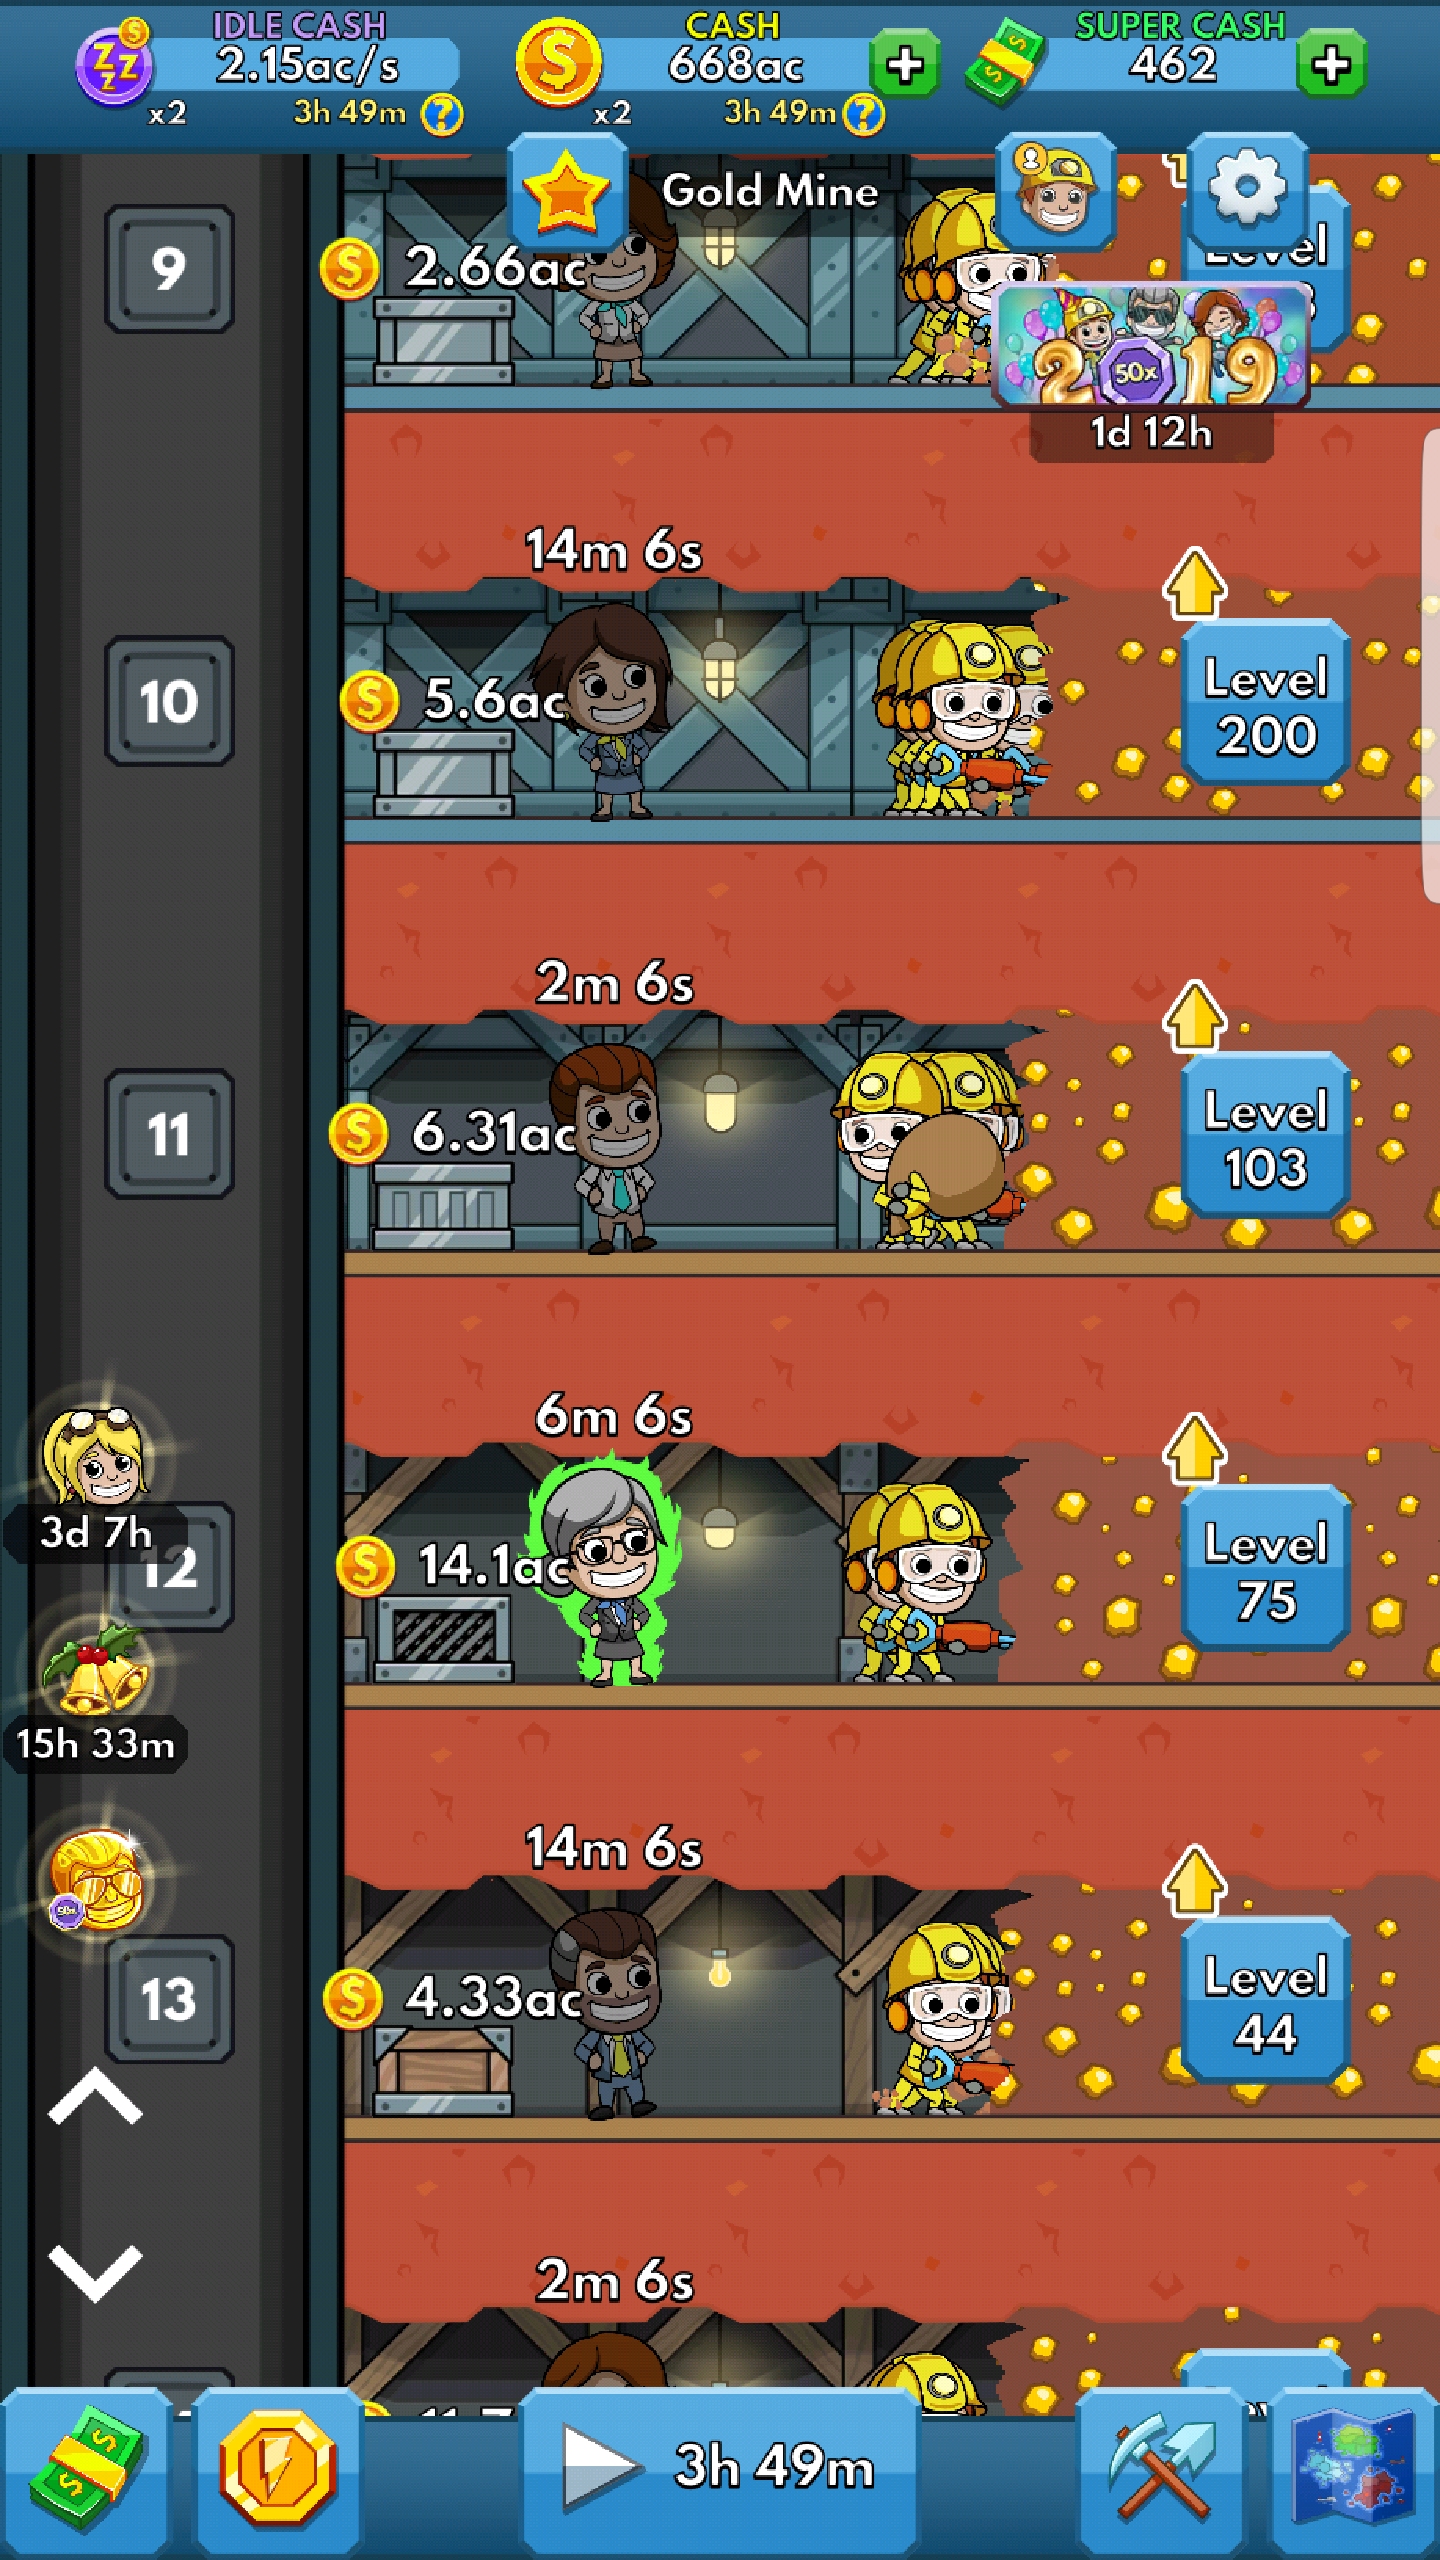 IDLE CASH
2.15ac/s
x2
3h 49m
?
CASH
668ac
x2
3h 49m
?
SUPER CASH
462
Gold Mine
9
2.66ac
Level
2019
50x
1d 12h
14m 6s
10
5.6ac
Level
200
2m 6s
11
6.31ac
Level
103
6m 6s
3d 7h
12
14.1ac
Level
75
15h 33m
14m 6s
50x
13
4.33ac
Level
44
2m 6s
3h 49m